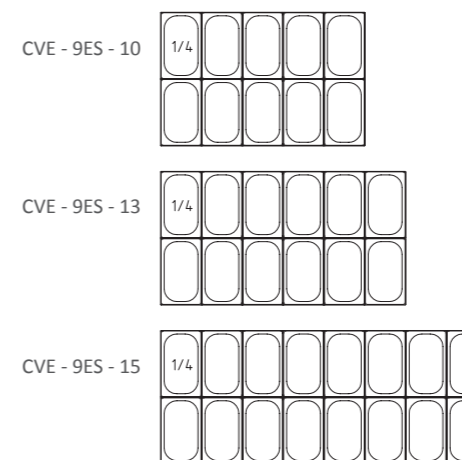 CVE - 9ES - 10
1/4
CVE - 9ES - 13
1/4
CVE - 9ES - 15
1/4